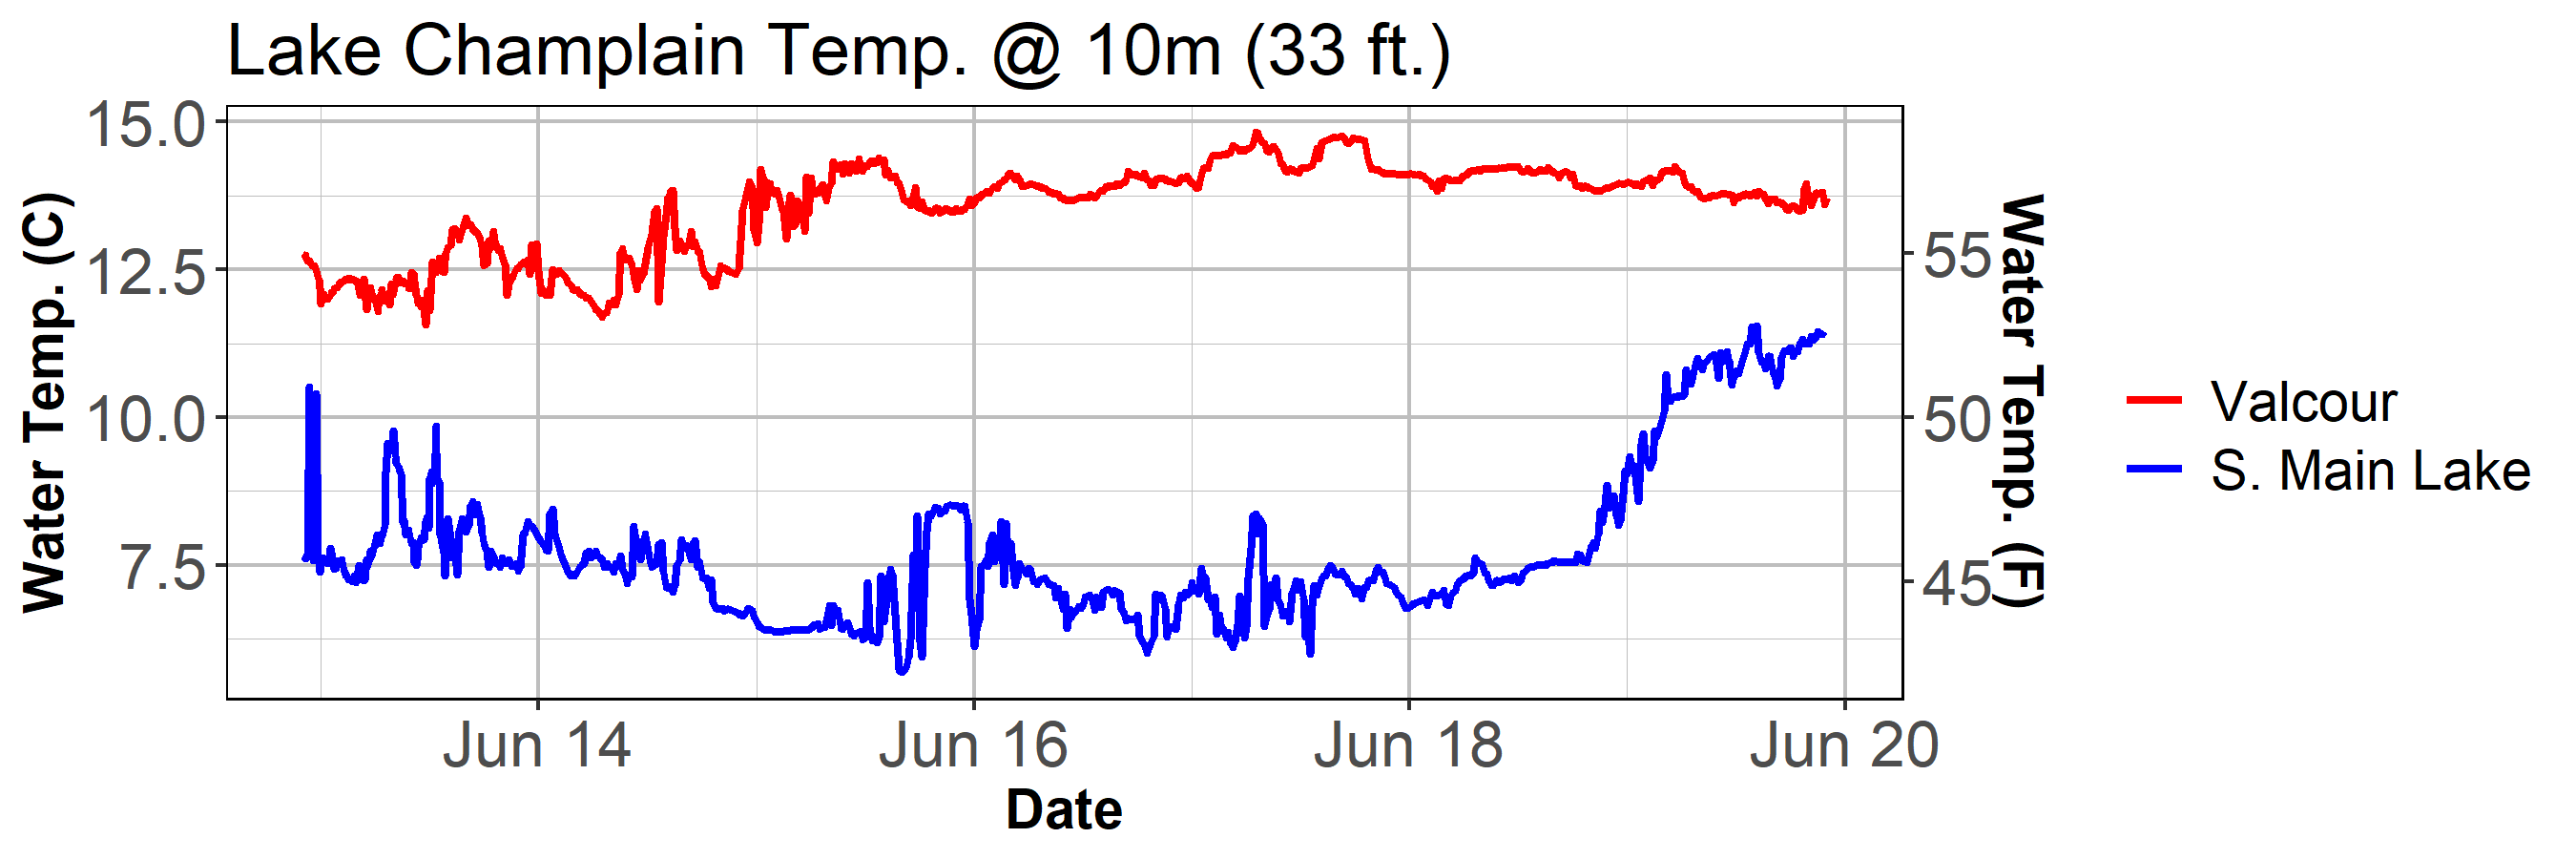 Lake Champlain Temp. @ 10m (33 ft.)
Water Temp. (C)
15.0
12.5
10.0
7.5
55
50
45
Water Temp. (F)
Jun 14
Jun 16
Jun 18
Jun 20
Date
Valcour
S. Main Lake